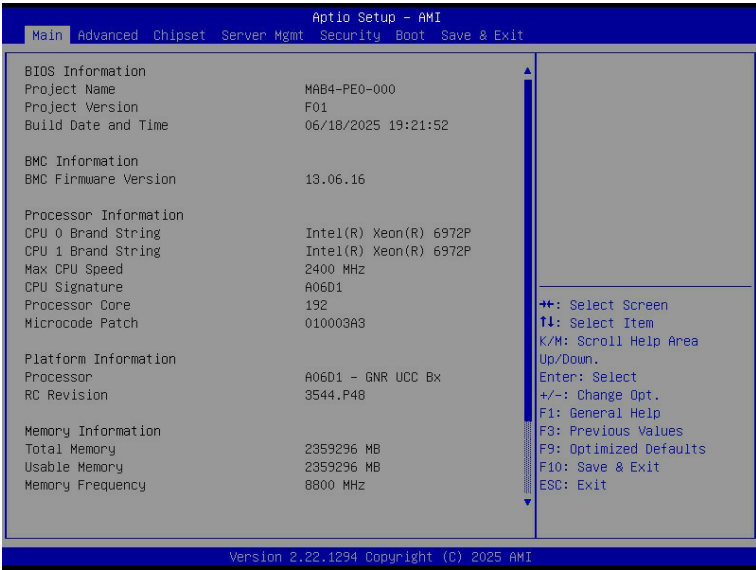 Aptio Setup - AMI
Main Advanced Chipset Server Mgmt Security Boot Save & Exit
BIOS Information
Project Name MAB4-PE0-000
Project Version F01
Build Date and Time 06/18/2025 19:21:52
BMC Information
BMC Firmware Version 13.06.16
Processor Information
CPU 0 Brand String Intel(R) Xeon(R) 6972P
CPU 1 Brand String Intel(R) Xeon(R) 6972P
Max CPU Speed 2400 MHz
CPU Signature A06D1
Processor Core 192
Microcode Patch 010003A3
Platform Information
Processor A06D1 - GNR UCC Bx
RC Revision 3544.P48
Memory Information
Total Memory 2359296 MB
Usable Memory 2359296 MB
Memory Frequency 8800 MHz
→←: Select Screen
↑↓: Select Item
K/M: Scroll Help Area
Up/Down.
Enter: Select
+/-: Change Opt.
F1: General Help
F3: Previous Values
F9: Optimized Defaults
F10: Save & Exit
ESC: Exit
Version 2.22.1294 Copyright (C) 2025 AMI